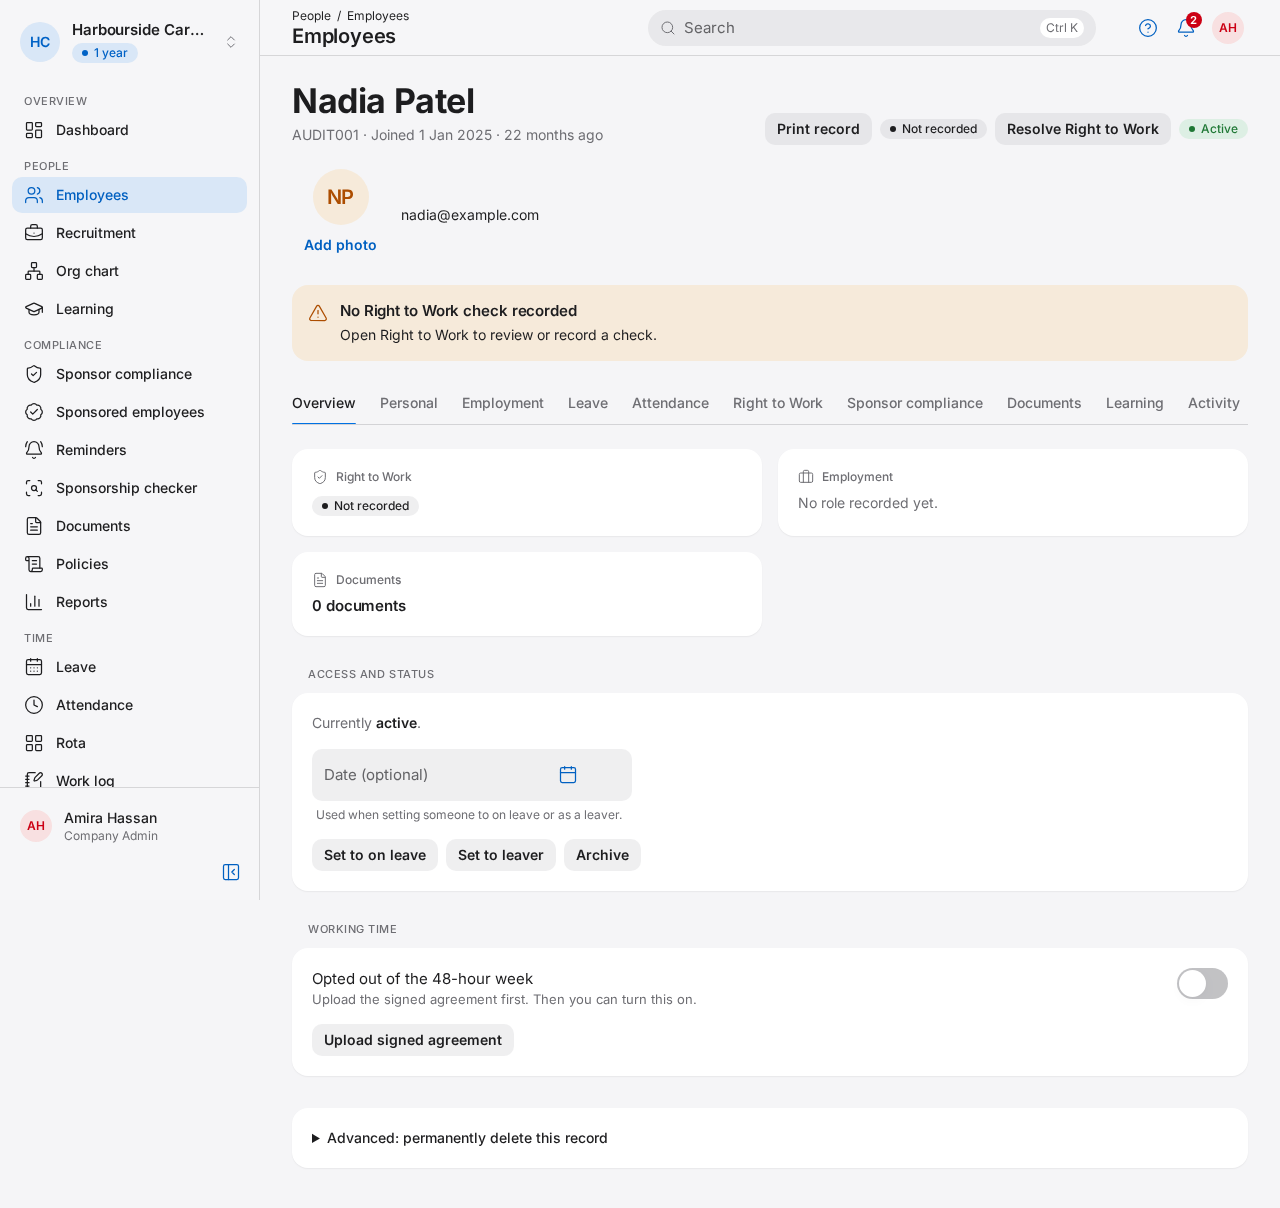 HC
Harbourside Car...
1 year
OVERVIEW
Dashboard
PEOPLE
Employees
Recruitment
Org chart
Learning
COMPLIANCE
Sponsor compliance
Sponsored employees
Reminders
Sponsorship checker
Documents
Policies
Reports
TIME
Leave
Attendance
Rota
Work log
AH
Amira Hassan
Company Admin
People / Employees
Employees
Search
Ctrl K
2
AH
Nadia Patel
AUDIT001 · Joined 1 Jan 2025 · 22 months ago
Print record
Not recorded
Resolve Right to Work
Active
NP
Add photo
nadia@example.com
No Right to Work check recorded
Open Right to Work to review or record a check.
Overview Personal Employment Leave Attendance Right to Work Sponsor compliance Documents Learning Activity
Right to Work
Not recorded
Employment
No role recorded yet.
Documents
0 documents
ACCESS AND STATUS
Currently active.
Date (optional)
Used when setting someone to on leave or as a leaver.
Set to on leave
Set to leaver
Archive
WORKING TIME
Opted out of the 48-hour week
Upload the signed agreement first. Then you can turn this on.
Upload signed agreement
Advanced: permanently delete this record